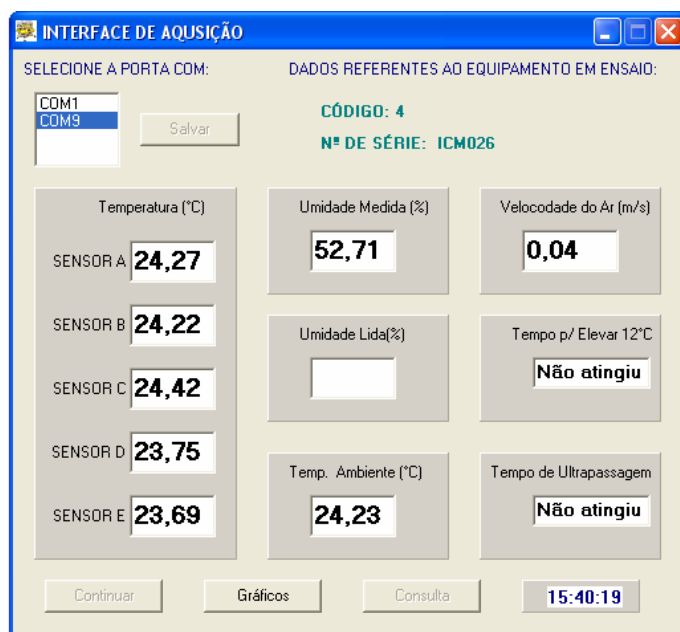 INTERFACE DE AQUSIÇÃO
SELECIONE A PORTA COM:
DADOS REFERENTES AO EQUIPAMENTO EM ENSAIO:
COM1
COM9
Salvar
CÓDIGO: 4
Nº DE SÉRIE: ICM026
Temperatura (°C)
SENSOR A 24,27
SENSOR B 24,22
SENSOR C 24,42
SENSOR D 23,75
SENSOR E 23,69
Umidade Medida (%)
52,71
Umidade Lida(%)
Temp. Ambiente (°C)
24,23
Velocodade do Ar (m/s)
0,04
Tempo p/ Elevar 12°C
Não atingiu
Tempo de Ultrapassagem
Não atingiu
Continuar
Gráficos
Consulta
15:40:19